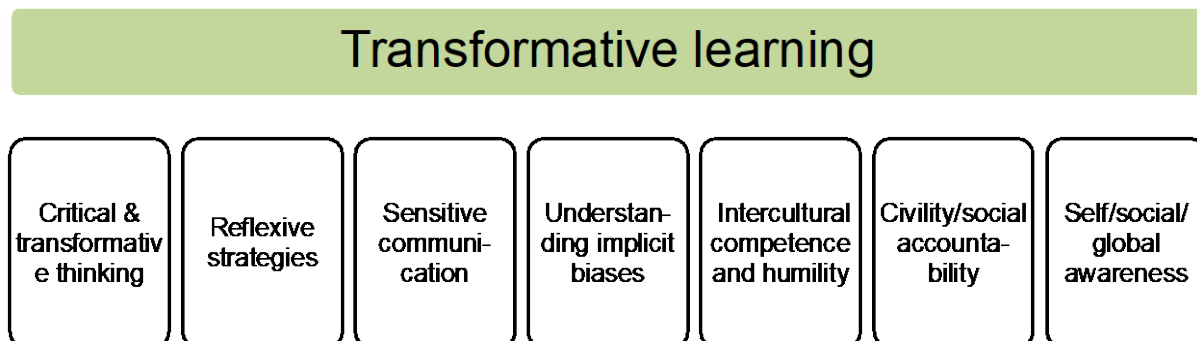 Transformative learning
Critical &
transformativ
e thinking
Reflexive
strategies
Sensitive
communi-
cation
Understan-
ding implicit
biases
Intercultural
competence
and humility
Civility/social
accounta-
bility
Self/social/
global
awareness